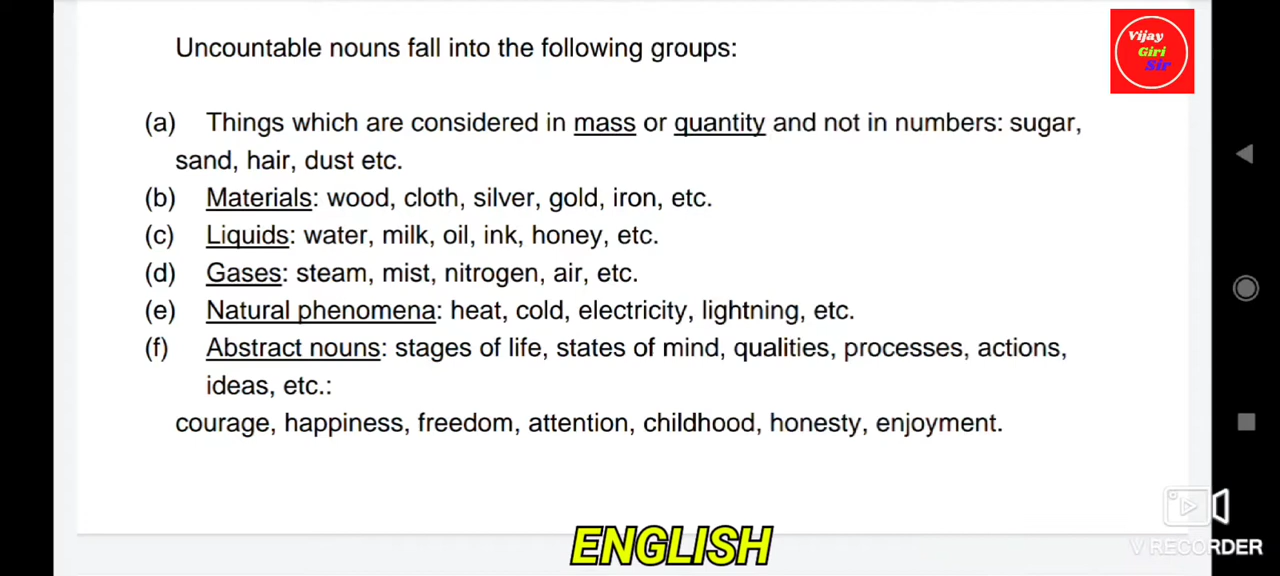 Uncountable nouns fall into the following groups:
Vijay
Giri
Sir
(a) Things which are considered in mass or quantity and not in numbers: sugar,
sand, hair, dust etc.
(b) Materials: wood, cloth, silver, gold, iron, etc.
(c) Liquids: water, milk, oil, ink, honey, etc.
(d) Gases: steam, mist, nitrogen, air, etc.
(e) Natural phenomena: heat, cold, electricity, lightning, etc.
(f) Abstract nouns: stages of life, states of mind, qualities, processes, actions,
ideas, etc.:
courage, happiness, freedom, attention, childhood, honesty, enjoyment.
ENGLISH
V RECORDER